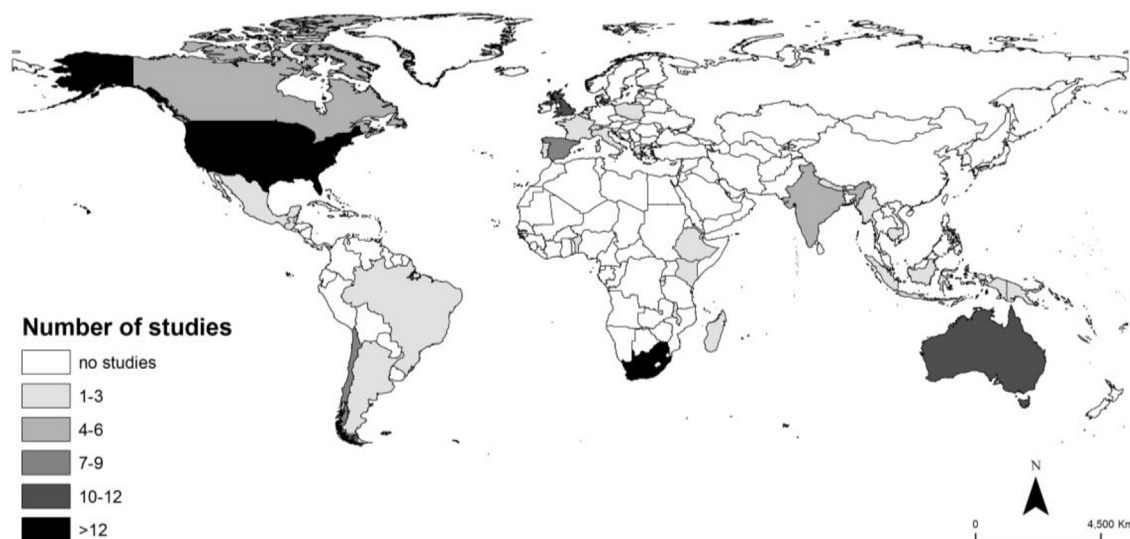 Number of studies
no studies
1-3
4-6
7-9
10-12
>12
N
0 4,500 Km